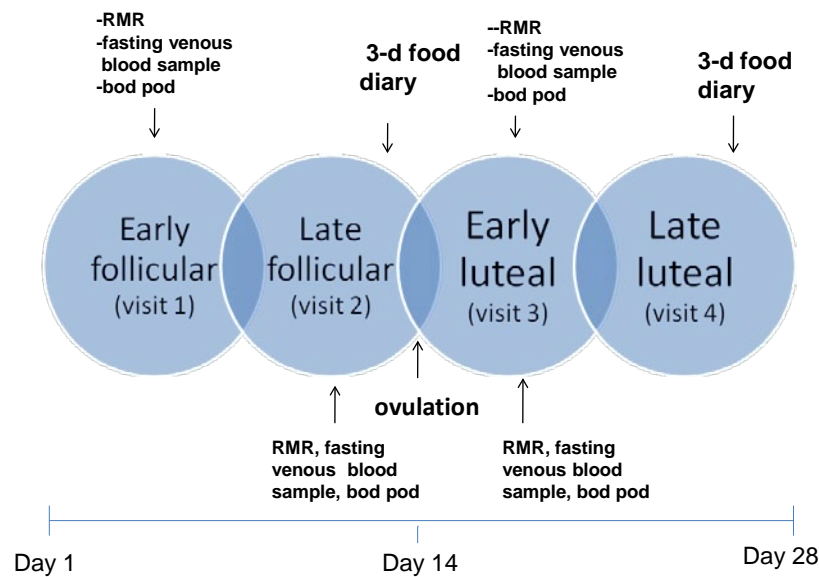 -RMR
-fasting venous
blood sample
-bod pod
3-d food
diary
--RMR
-fasting venous
blood sample
-bod pod
3-d food
diary
Early
follicular
(visit 1)
Late
follicular
(visit 2)
Early
luteal
(visit 3)
Late
luteal
(visit 4)
ovulation
RMR, fasting
venous blood
sample, bod pod
RMR, fasting
venous blood
sample, bod pod
Day 1
Day 14
Day 28